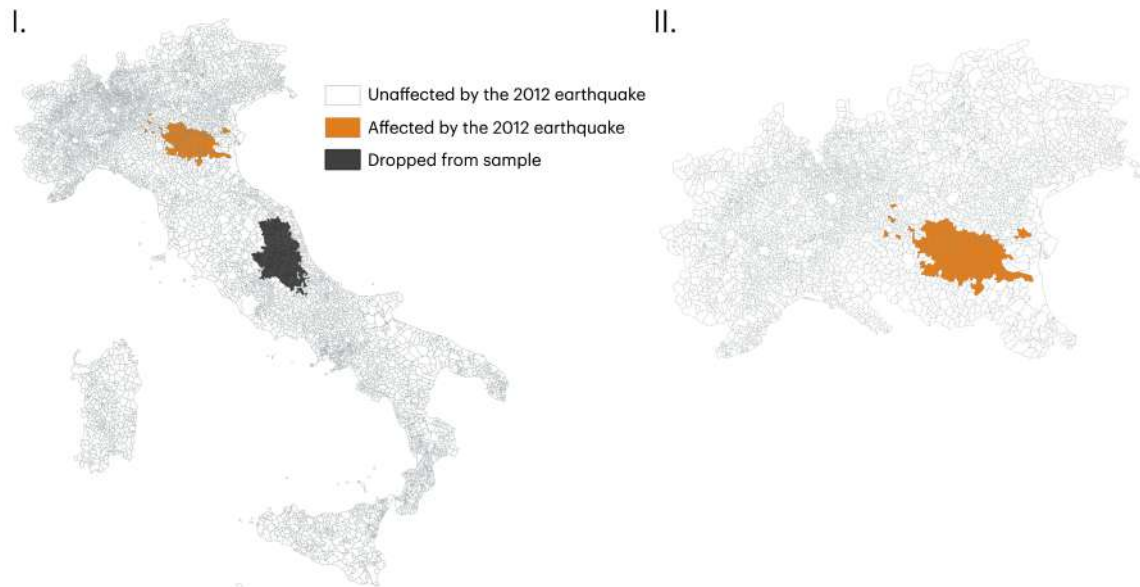 I.
II.
Unaffected by the 2012 earthquake
Affected by the 2012 earthquake
Dropped from sample